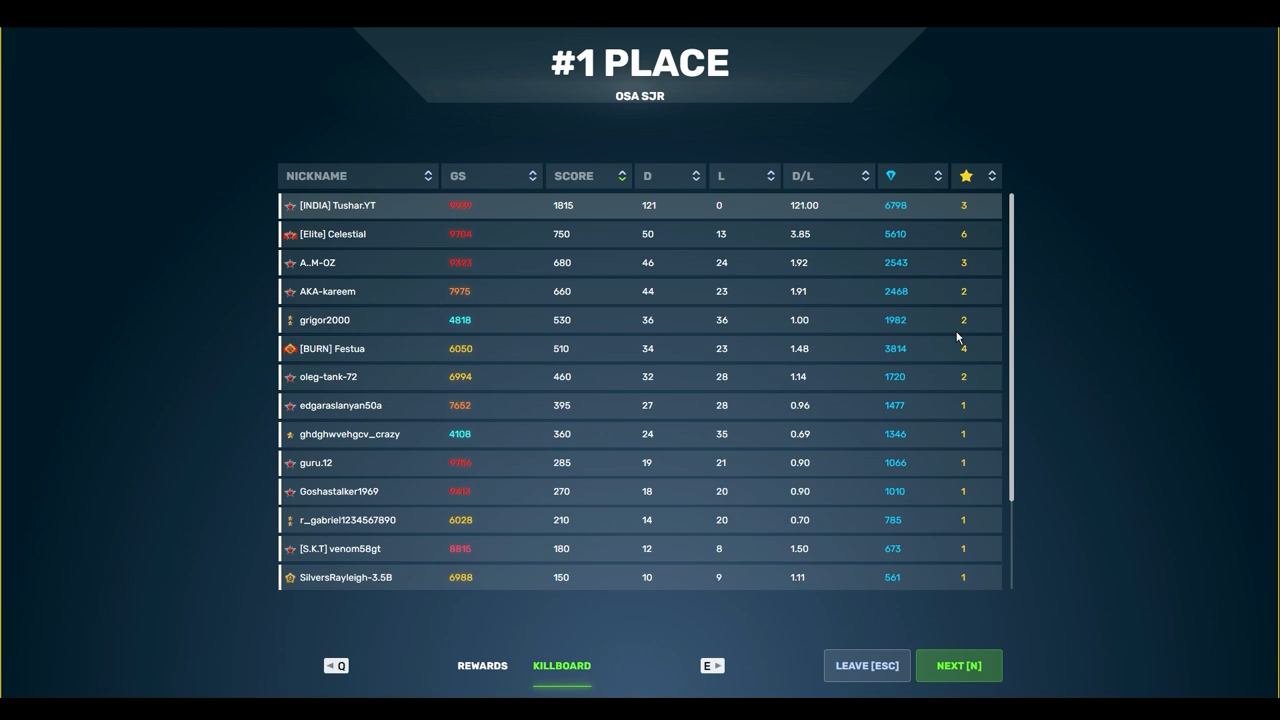 #1 PLACE
OSA SJR
NICKNAME GS SCORE D L D/L
[INDIA] Tushar.YT 1815 121 0 121.00 6798 3
[Elite] Celestial 9704 750 50 13 3.85 5610 6
A..M-OZ 9323 680 46 24 1.92 2543 3
AKA-kareem 7975 660 44 23 1.91 2468 2
grigor2000 4818 530 36 36 1.00 1982 2
[BURN] Festua 6050 510 34 23 1.48 3814 4
oleg-tank-72 6994 460 32 28 1.14 1720 2
edgaraslanyan50a 7652 395 27 28 0.96 1477 1
ghdghwvehgcv_crazy 4108 360 24 35 0.69 1346 1
guru.12 285 19 21 0.90 1066 1
Goshastalker1969 270 18 20 0.90 1010 1
r_gabriel1234567890 6028 210 14 20 0.70 785 1
[S.K.T] venom58gt 8815 180 12 8 1.50 673 1
SilversRayleigh-3.5B 6988 150 10 9 1.11 561 1
Q REWARDS KILLBOARD E LEAVE [ESC] NEXT [N]